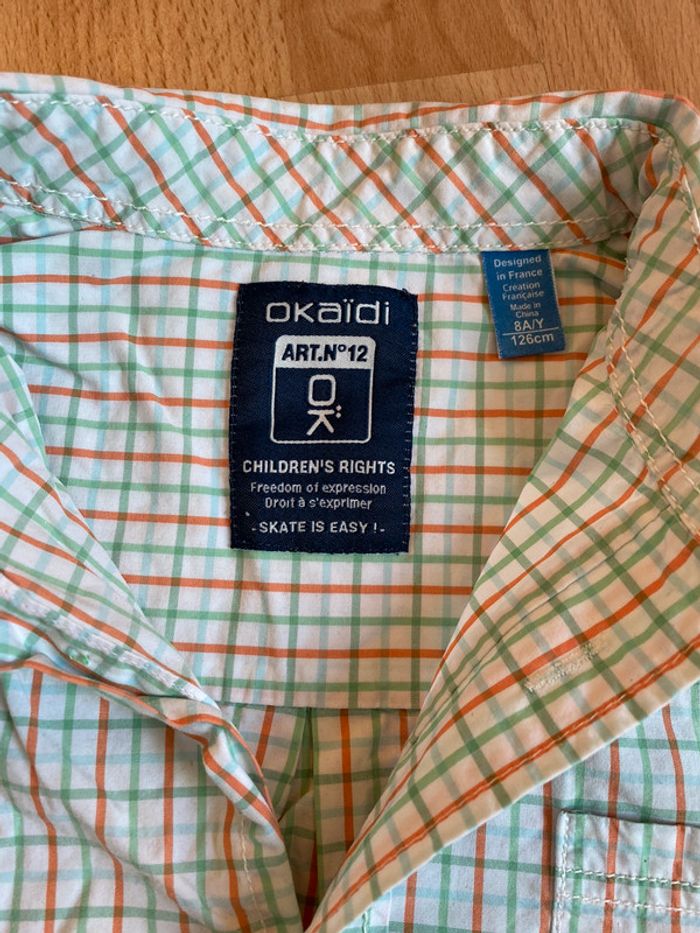 Designed
in France
Création
Française
Made in
China
8A/Y
126cm
okaïdi
ART.N°12
OK
CHILDREN'S RIGHTS
Freedom of expression
Droit à s'exprimer
- SKATE IS EASY ! -